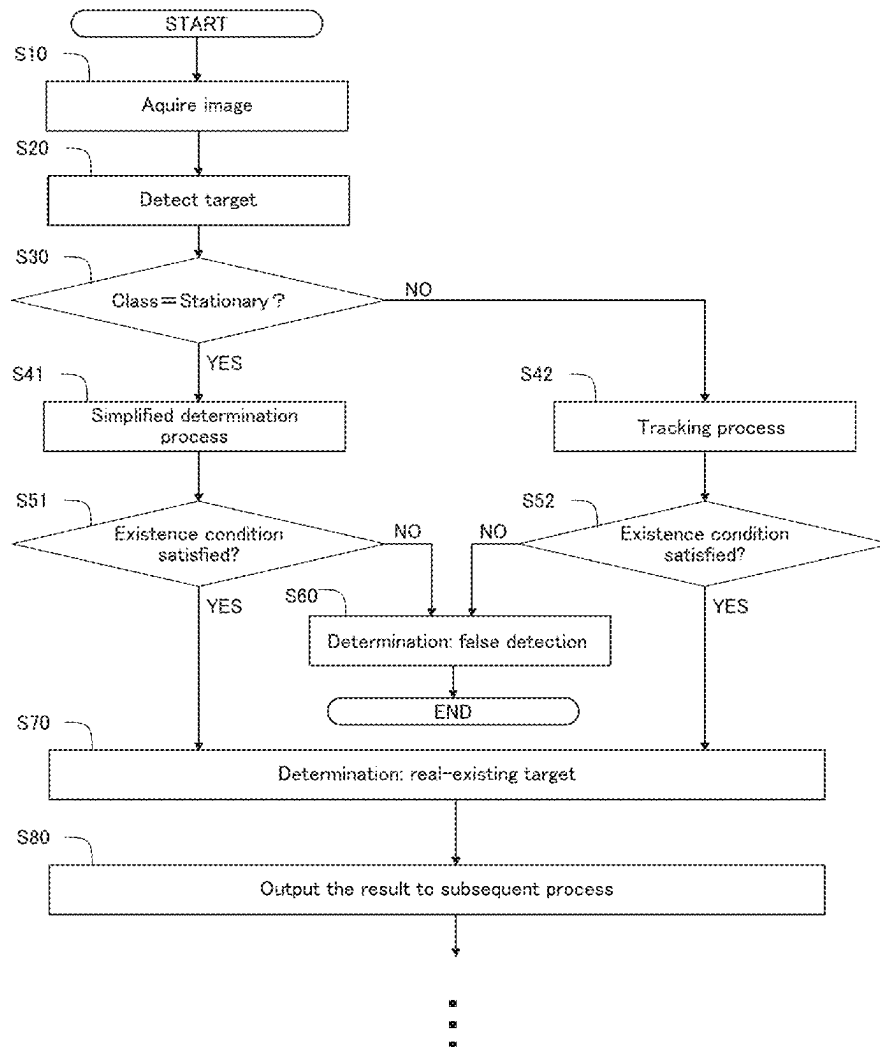 START
S10
Aquire image
S20
Detect target
S30
Class=Stationary?
NO
YES
S41
Simplified determination
process
S42
Tracking process
S51
Existence condition
satisfied?
NO
YES
S52
Existence condition
satisfied?
NO
YES
S60
Determination: false detection
END
S70
Determination: real-existing target
S80
Output the result to subsequent process